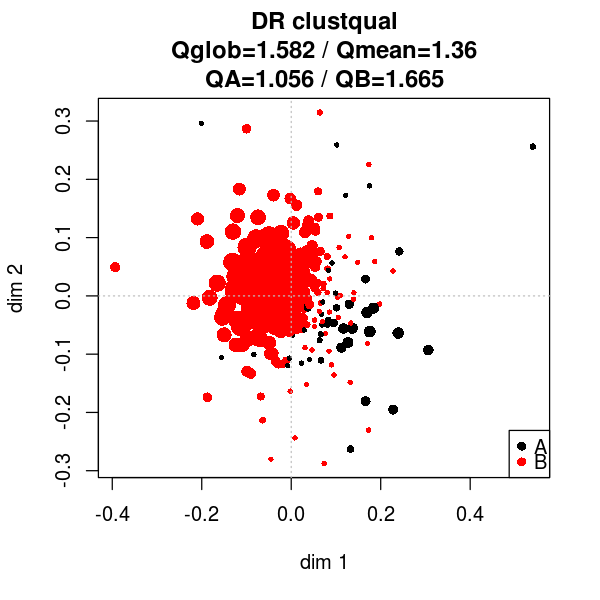 DR clustqual
Qglob=1.582 / Qmean=1.36
QA=1.056 / QB=1.665
0.3
0.2
0.1
0.0
-0.1
-0.2
-0.3
dim 2
A
B
-0.4
-0.2
0.0
0.2
0.4
dim 1